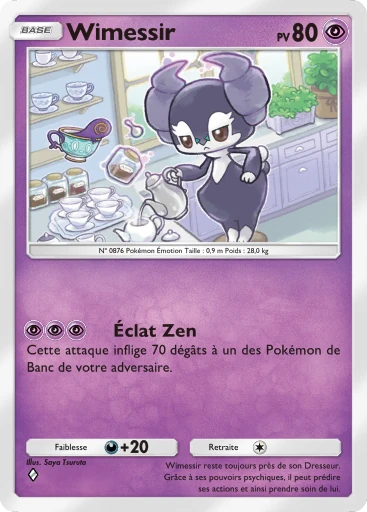 BASE
Wimessir
PV 80
N° 0876 Pokémon Émotion Taille : 0,9 m Poids : 28,0 kg
Éclat Zen
Cette attaque inflige 70 dégâts à un des Pokémon de
Banc de votre adversaire.
Faiblesse +20
Retraite
Illus. Saya Tsuruta
Wimessir reste toujours près de son Dresseur.
Grâce à ses pouvoirs psychiques, il peut prédire
ses actions et ainsi prendre soin de lui.